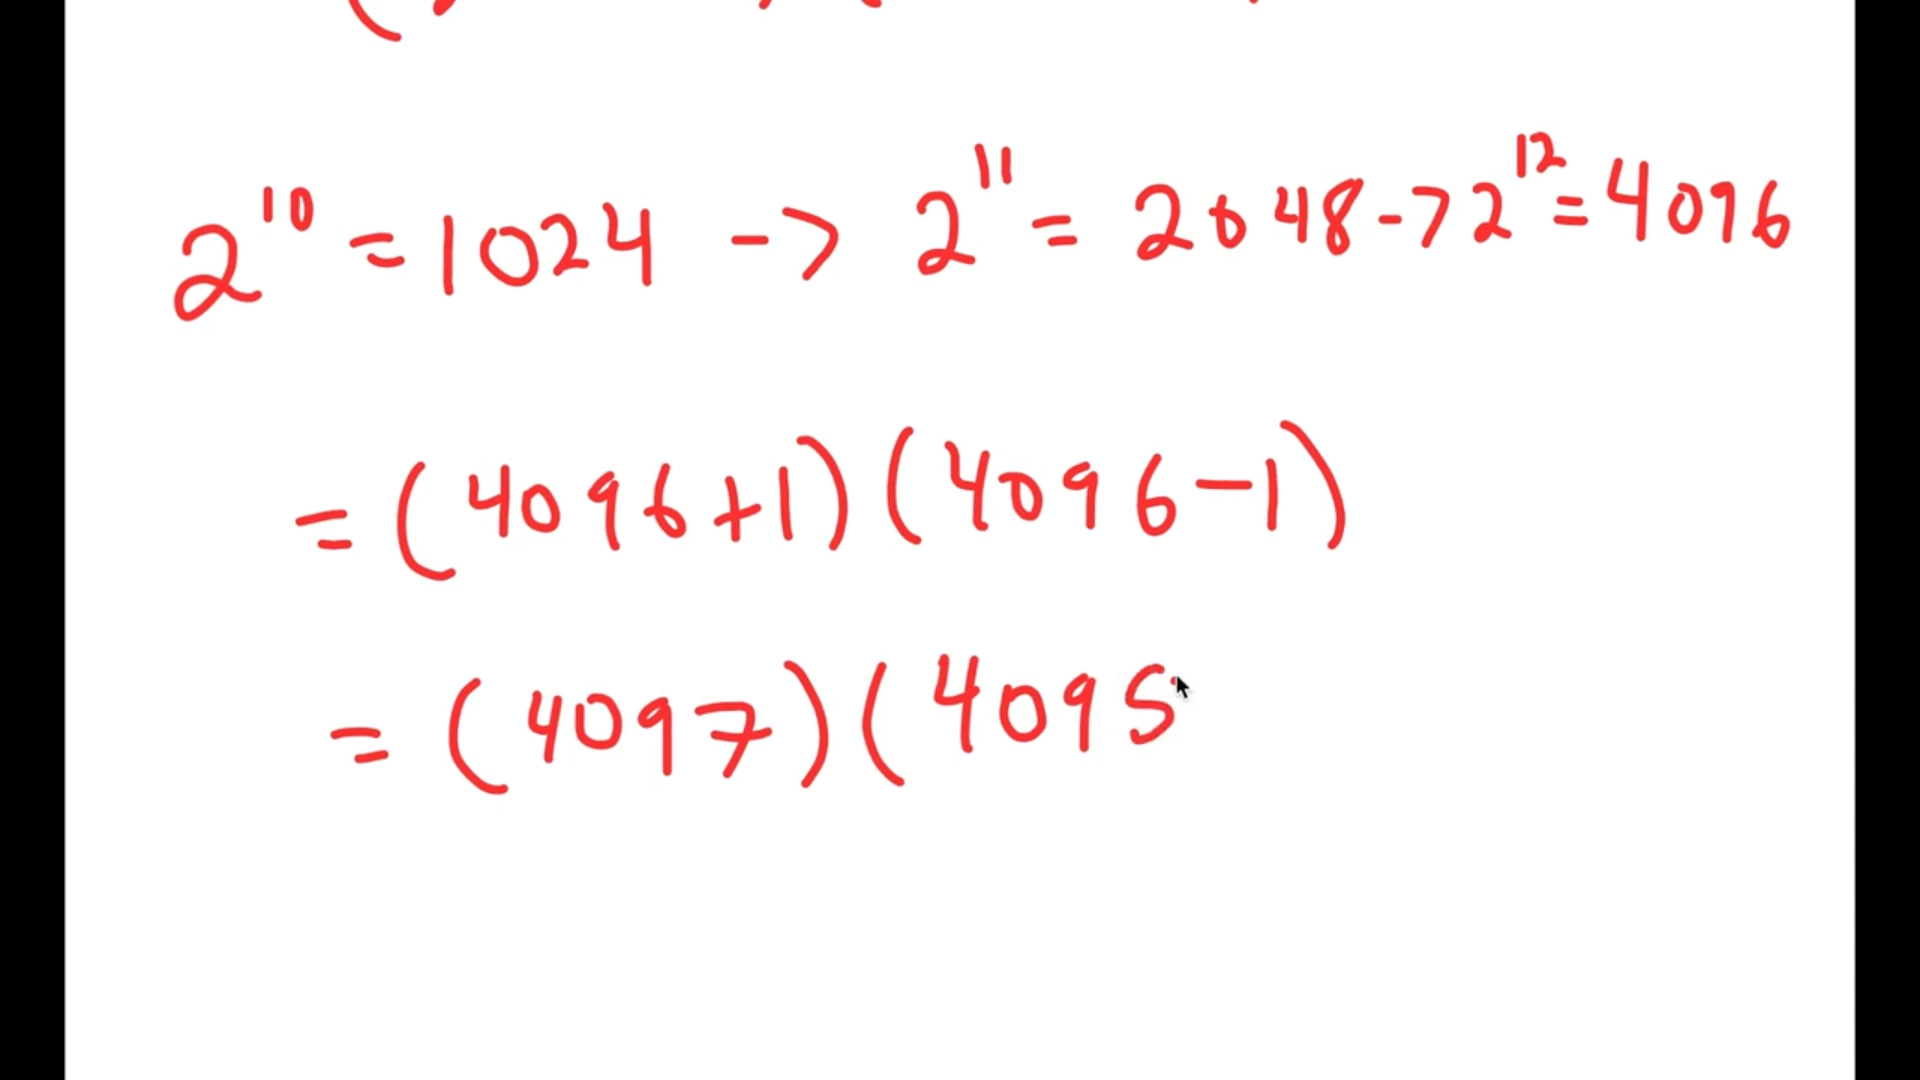 2^10 = 1024 -> 2^11 = 2048 -> 2^12 = 4096
= (4096+1)(4096-1)
= (4097)(4095